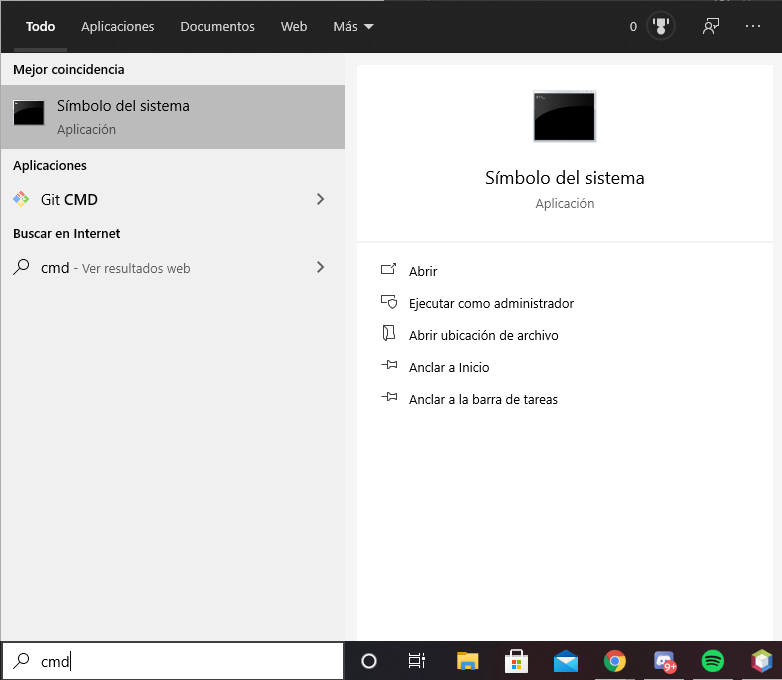 Todo Aplicaciones Documentos Web Más 0 ...
Mejor coincidencia
Símbolo del sistema
Aplicación
Aplicaciones
Git CMD
Buscar en Internet
cmd - Ver resultados web
Símbolo del sistema
Aplicación
Abrir
Ejecutar como administrador
Abrir ubicación de archivo
Anclar a Inicio
Anclar a la barra de tareas
cmd
9+